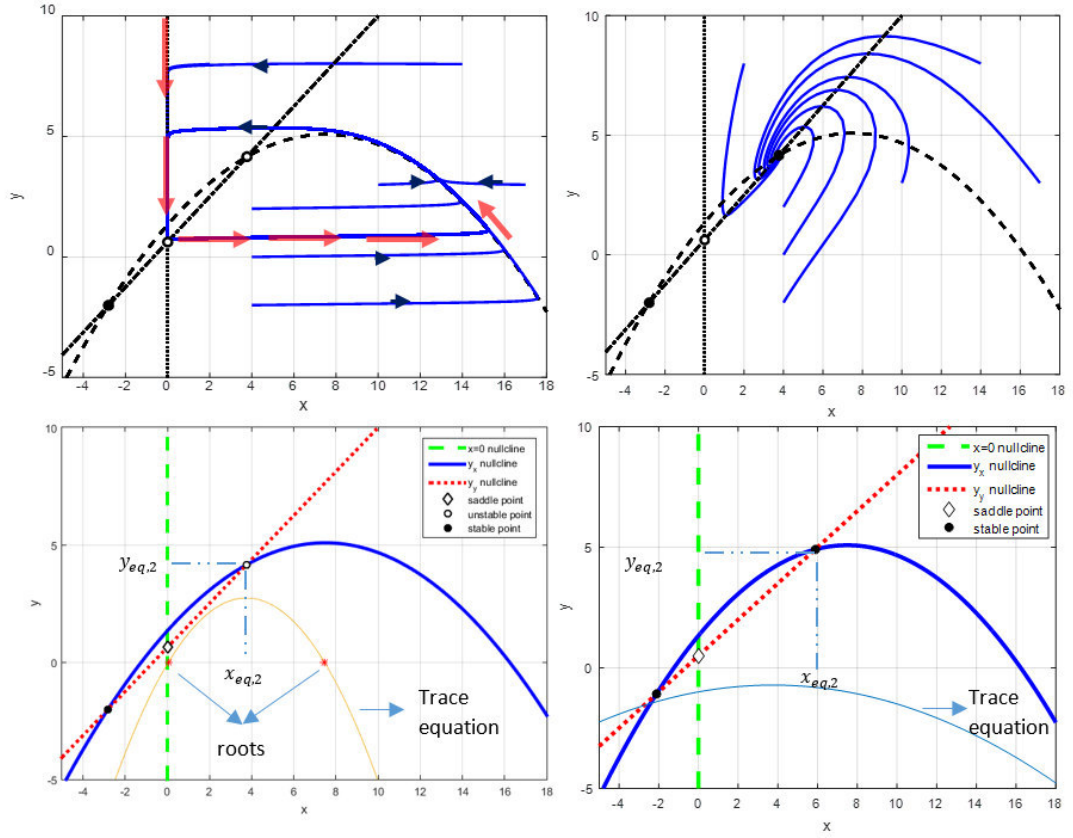 10
5
0
-5
y
-4 -2 0 2 4 6 8 10 12 14 16 18
x
10
5
0
-5
y
-4 -2 0 2 4 6 8 10 12 14 16 18
x
10
5
0
-5
y
-4 -2 0 2 4 6 8 10 12 14 16 18
x
x=0 nullcline
yx nullcline
yy nullcline
saddle point
unstable point
stable point
yeq,2
xeq,2
roots
Trace
equation
10
5
0
-5
y
-4 -2 0 2 4 6 8 10 12 14 16 18
x
x=0 nullcline
yx nullcline
yy nullcline
saddle point
stable point
yeq,2
xeq,2
Trace
equation